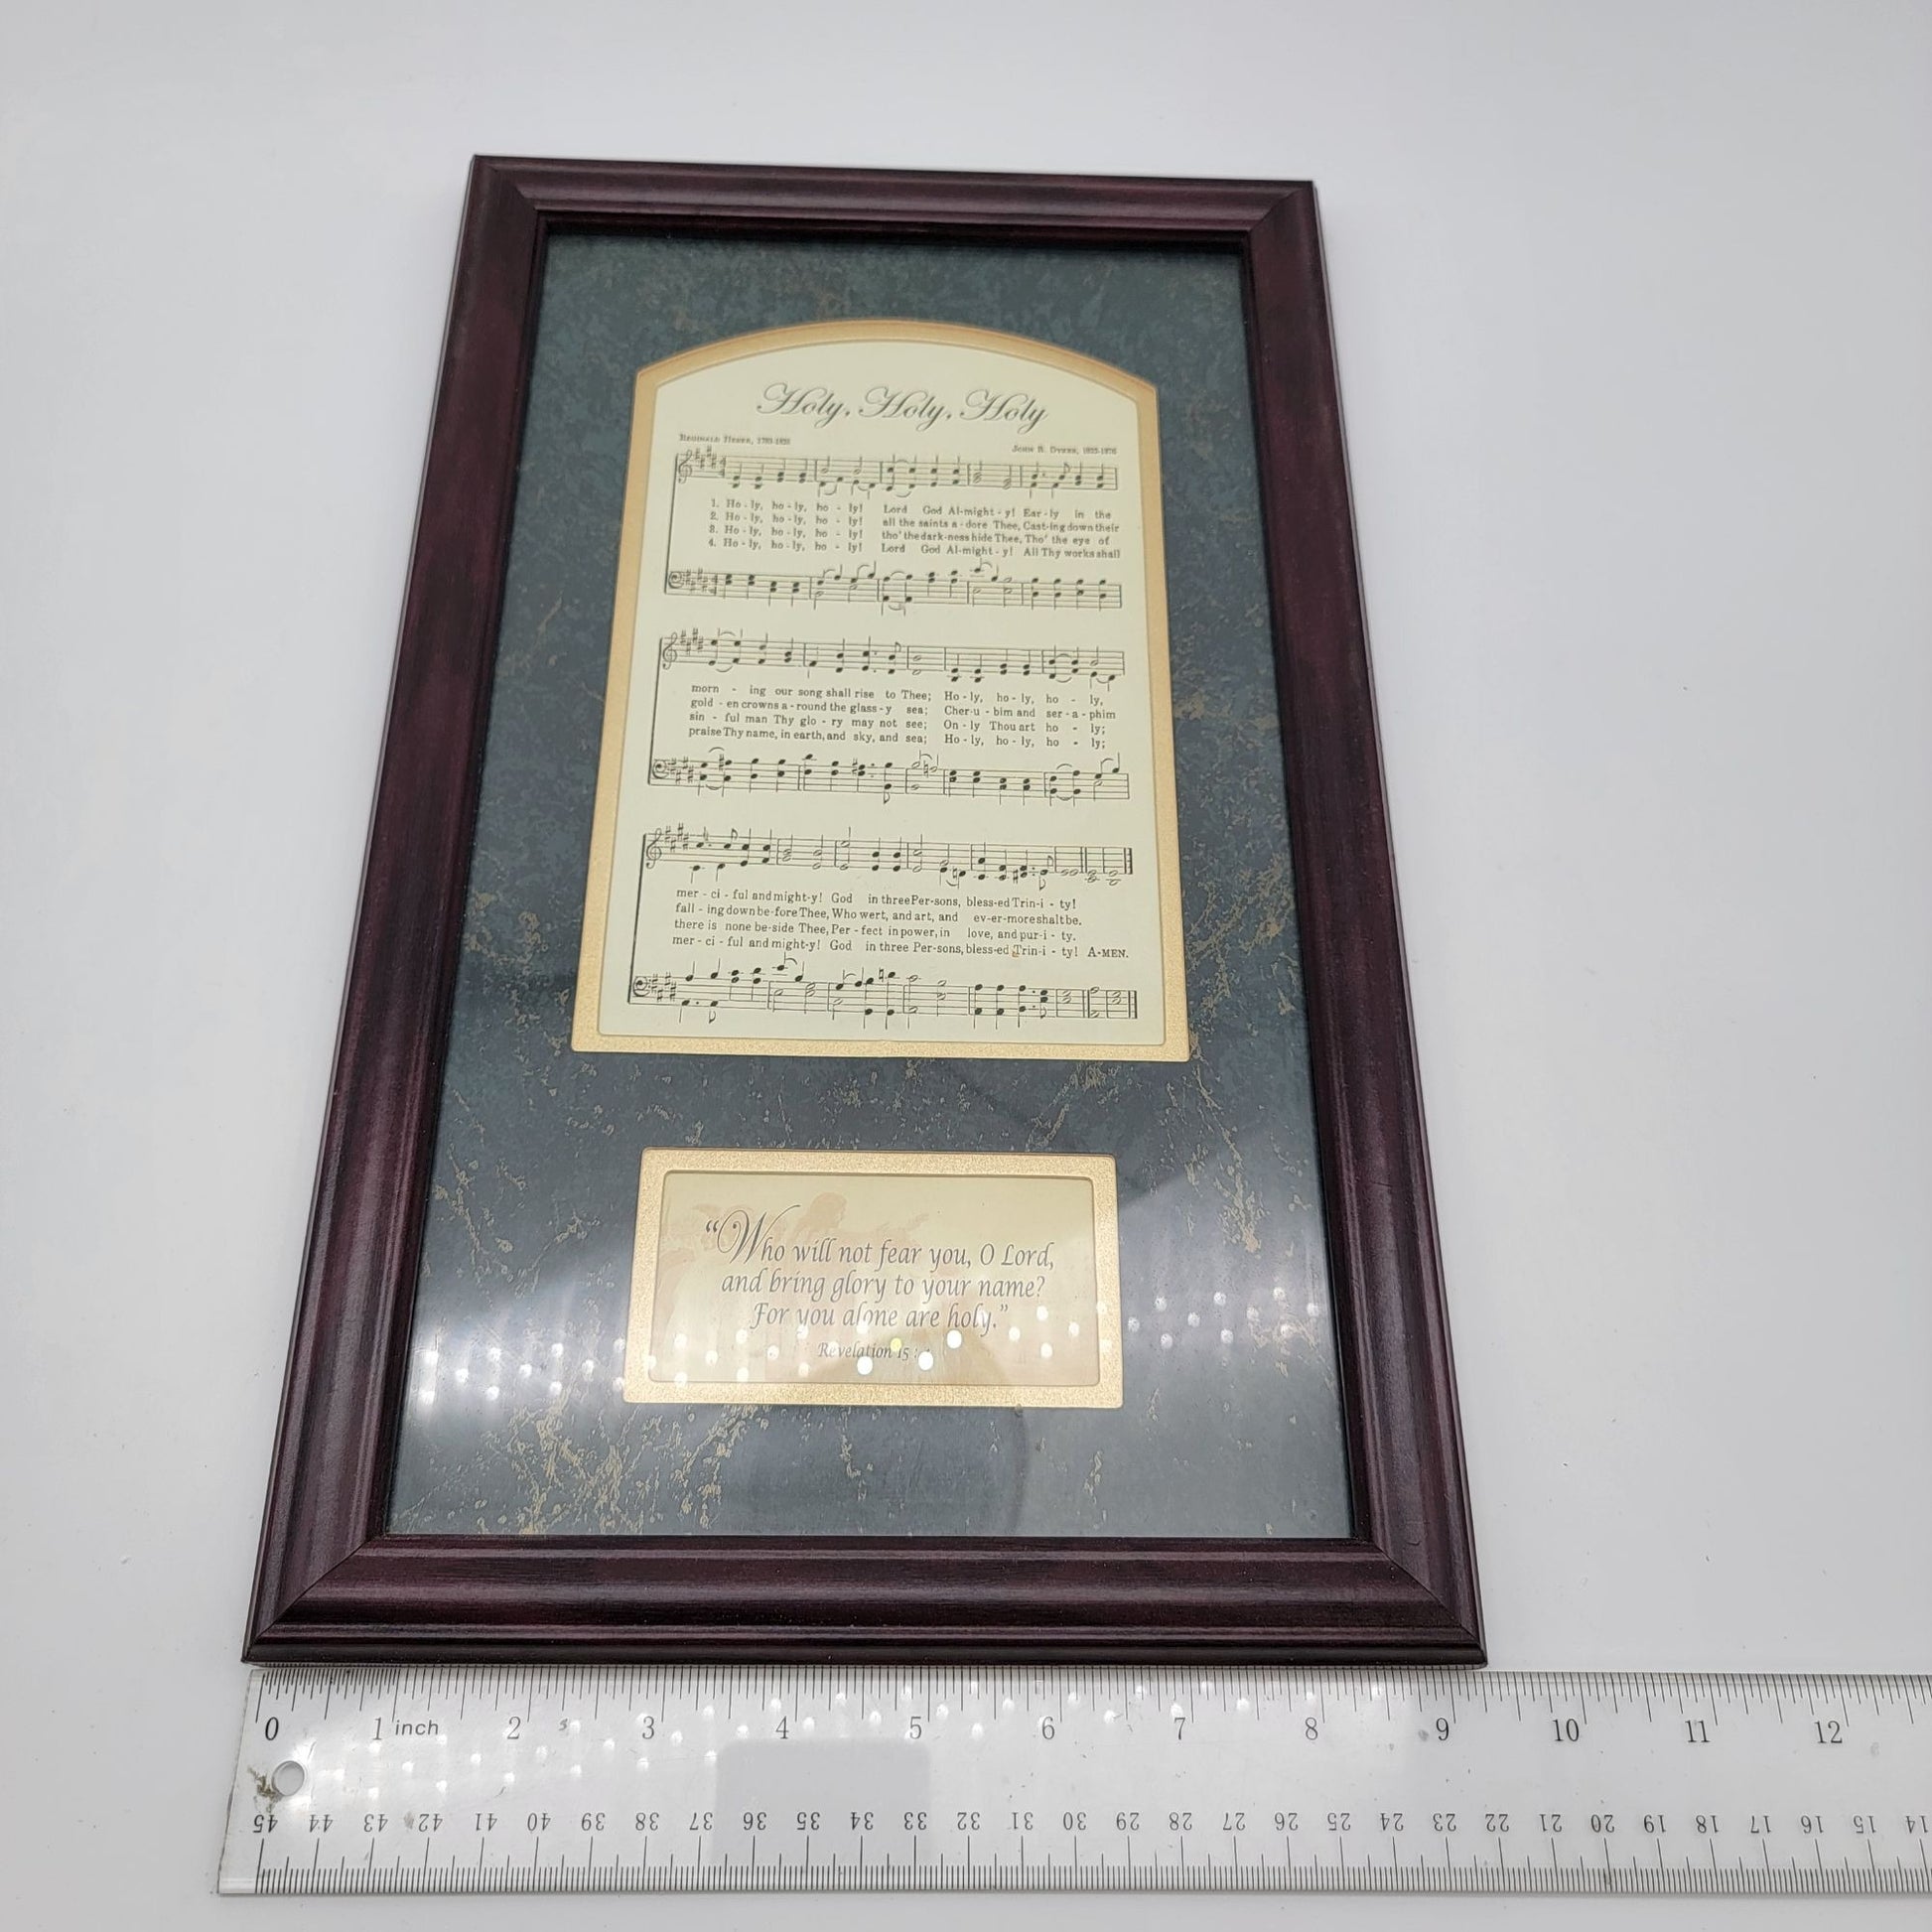 Holy, Holy, Holy
Reginald Heber, 1783-1826
John B. Dykes, 1823-1876
1. Ho - ly, ho - ly, ho - ly! Lord God Al-might - y! Ear - ly in the
2. Ho - ly, ho - ly, ho - ly! all the saints a - dore Thee, Cast-ing down their
3. Ho - ly, ho - ly, ho - ly! tho' the dark-ness hide Thee, Tho' the eye of
4. Ho - ly, ho - ly, ho - ly! Lord God Al-might - y! All Thy works shall
morn - ing our song shall rise to Thee; Ho - ly, ho - ly, ho - ly,
gold - en crowns a - round the glass - y sea; Cher - u - bim and ser - a - phim
sin - ful man Thy glo - ry may not see; On - ly Thou art ho - ly;
praise Thy name, in earth, and sky, and sea; Ho - ly, ho - ly, ho - ly;
mer - ci - ful and might-y! God in three Per-sons, bless-ed Trin - i - ty!
fall - ing down be-fore Thee, Who wert, and art, and ev-er-more shalt be.
there is none be-side Thee, Per - fect in power, in love, and pur - i - ty.
mer - ci - ful and might-y! God in three Per-sons, bless-ed Trin - i - ty! A-MEN.
“Who will not fear you, O Lord,
and bring glory to your name?
For you alone are holy.”
Revelation 15 :
0 1 inch 2 3 4 5 6 7 8 9 10 11 12
45 44 43 42 41 40 39 38 37 36 35 34 33 32 31 30 29 28 27 26 25 24 23 22 21 20 19 18 17 16 15 14